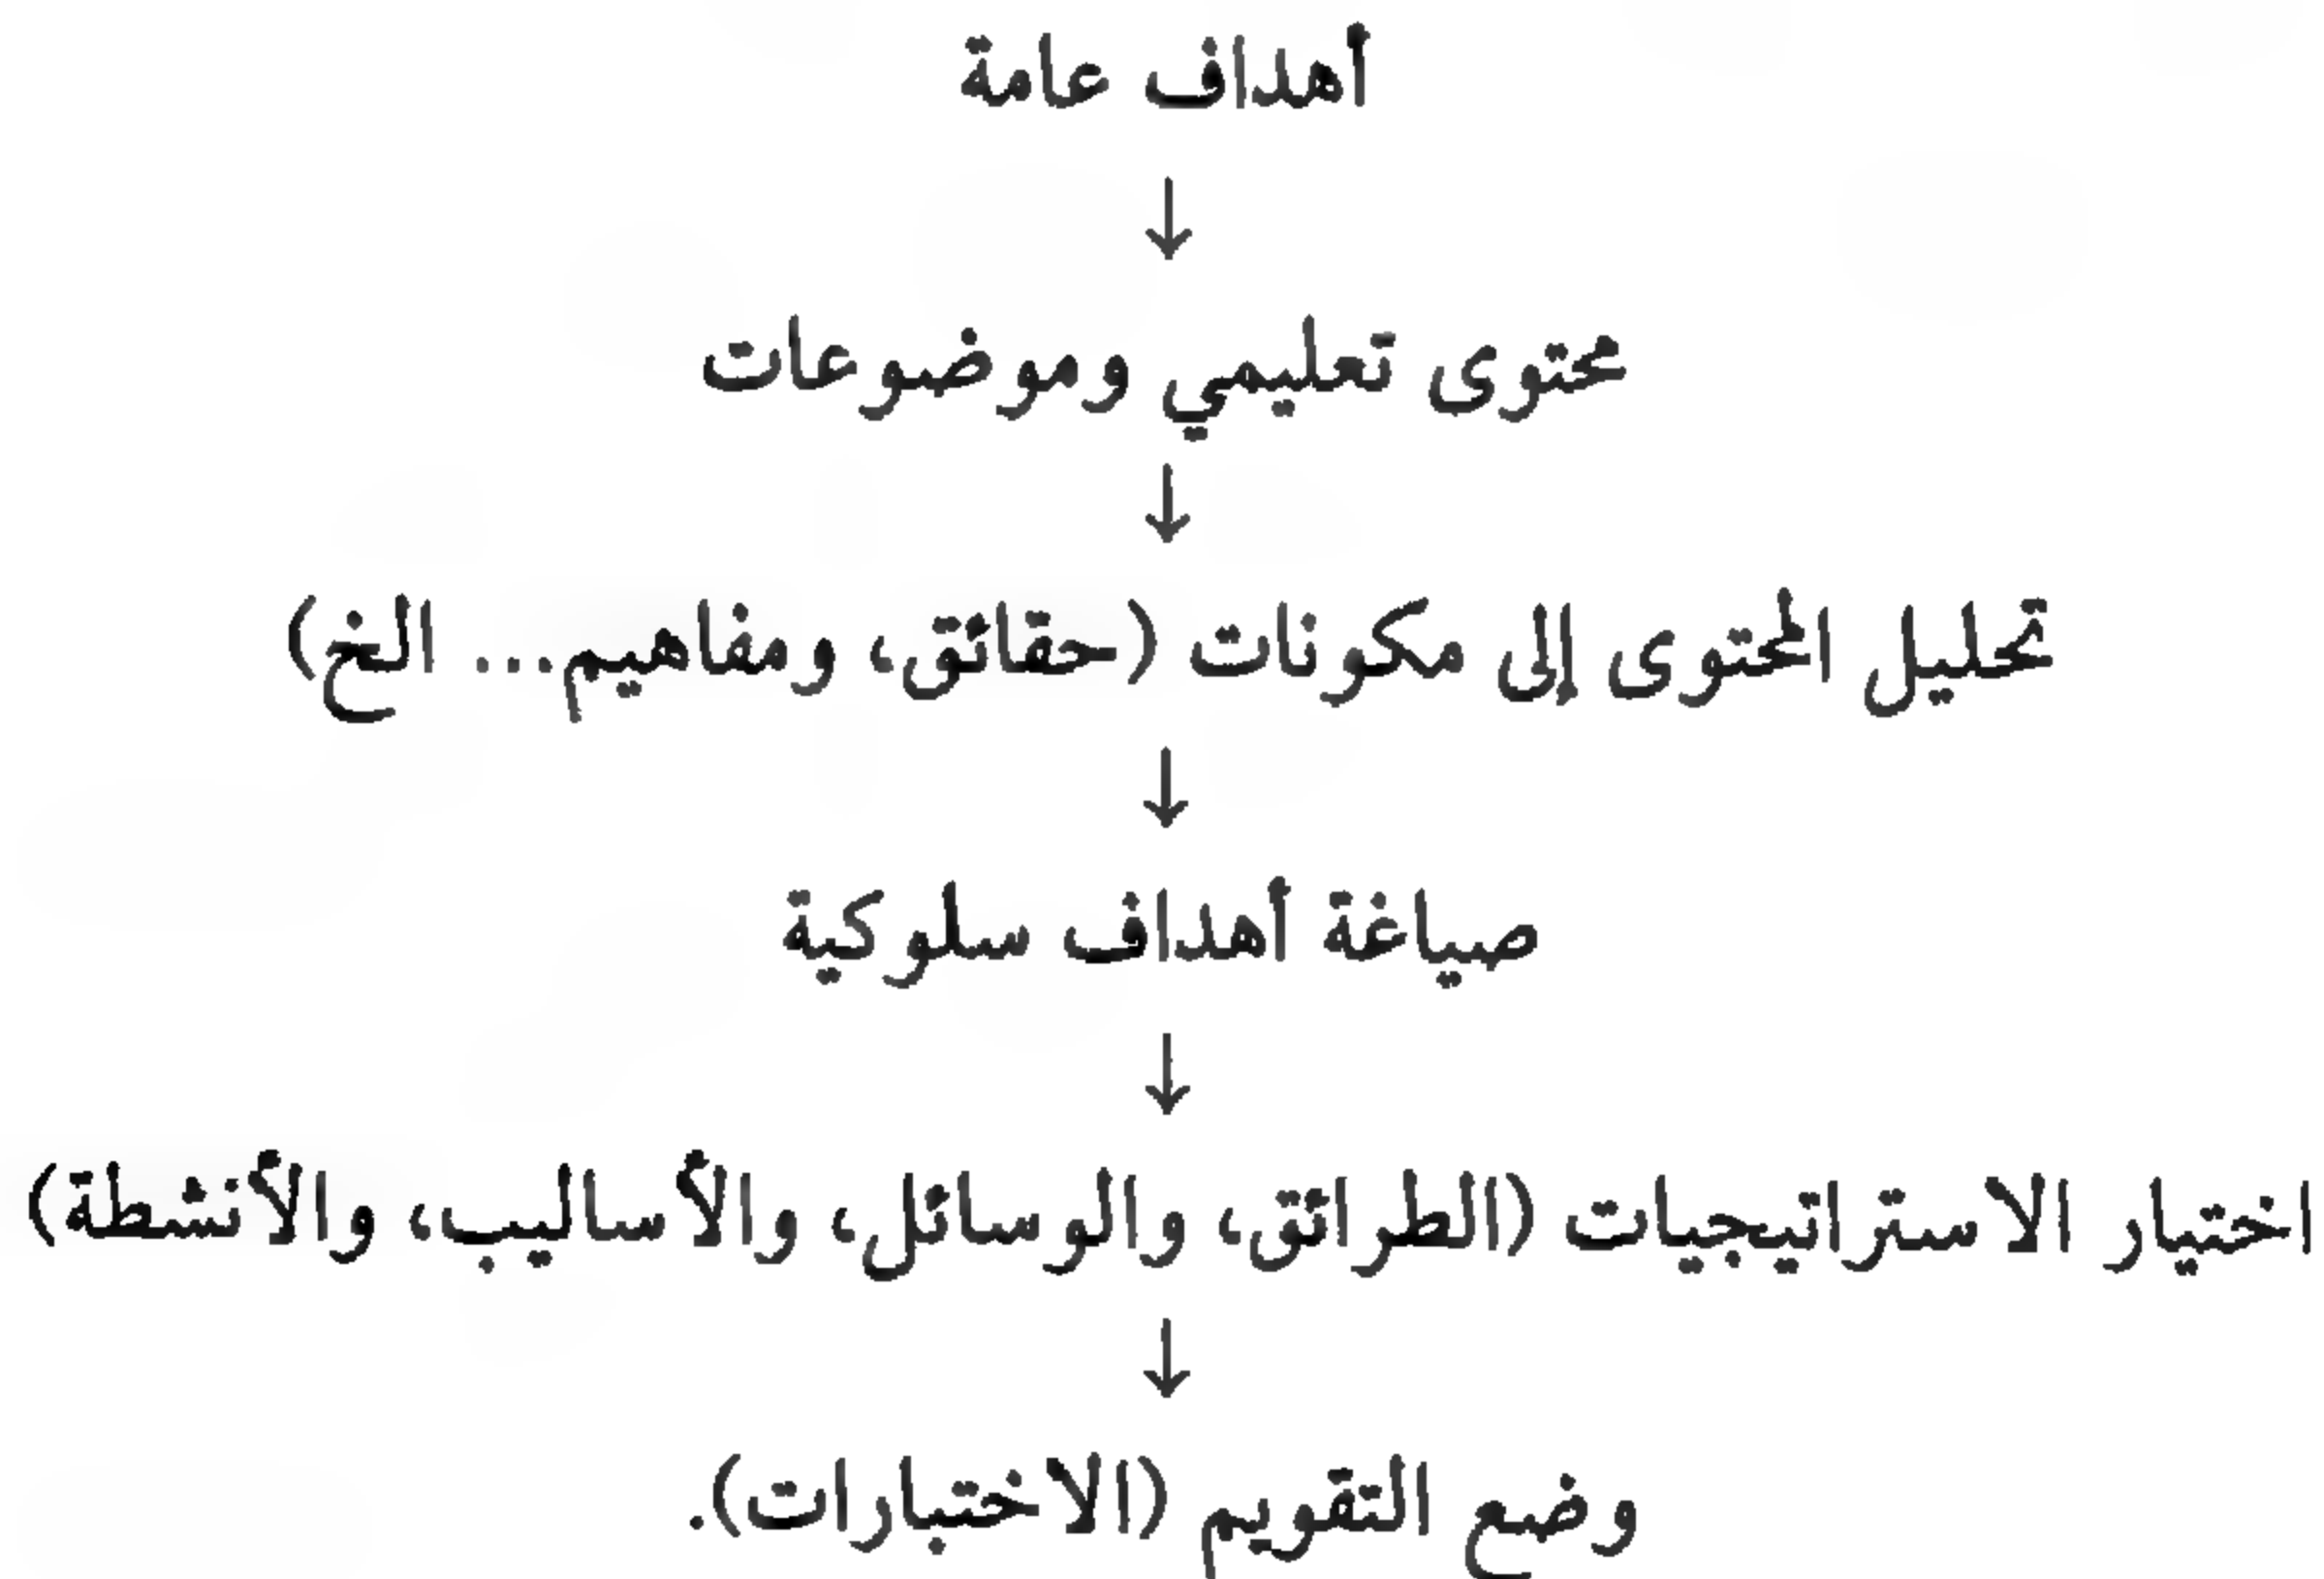 أهداف عامة
↓
محتوى تعليمي وموضوعات
↓
تحليل المحتوى إلى مكونات (حقائق، ومفاهيم... الخ)
↓
صياغة أهداف سلوكية
↓
اختيار الاستراتيجيات (الطرائق، والوسائل، والأساليب، والأنشطة)
↓
وضع التقويم (الاختبارات).